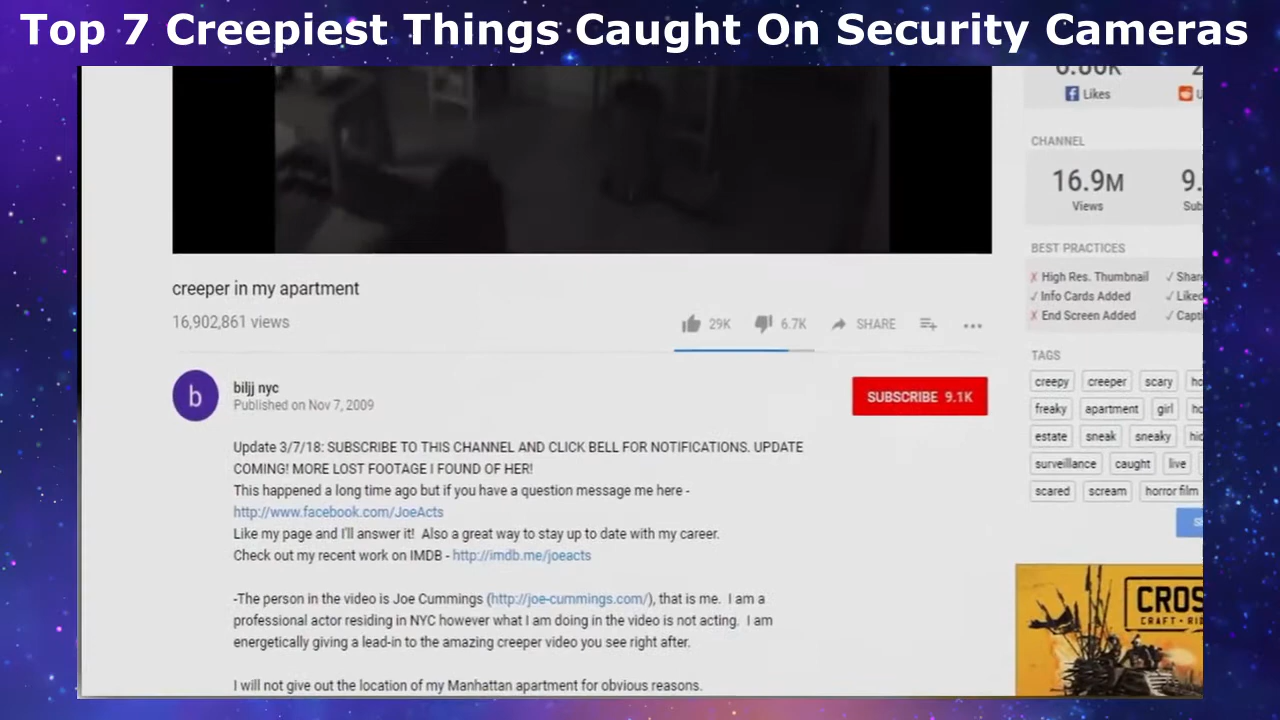 Top 7 Creepiest Things Caught On Security Cameras
Likes
CHANNEL
16.9M
Views
BEST PRACTICES
✗ High Res. Thumbnail
✓ Info Cards Added
✗ End Screen Added
TAGS
creepy creeper scary
freaky apartment girl
estate sneak sneaky
surveillance caught live
scared scream horror film
creeper in my apartment
16,902,861 views
29K 6.7K SHARE
b
biljj nyc
Published on Nov 7, 2009
SUBSCRIBE 9.1K
Update 3/7/18: SUBSCRIBE TO THIS CHANNEL AND CLICK BELL FOR NOTIFICATIONS. UPDATE
COMING! MORE LOST FOOTAGE I FOUND OF HER!
This happened a long time ago but if you have a question message me here -
http://www.facebook.com/JoeActs
Like my page and I'll answer it! Also a great way to stay up to date with my career.
Check out my recent work on IMDB - http://imdb.me/joeacts
-The person in the video is Joe Cummings (http://joe-cummings.com/), that is me. I am a
professional actor residing in NYC however what I am doing in the video is not acting. I am
energetically giving a lead-in to the amazing creeper video you see right after.
I will not give out the location of my Manhattan apartment for obvious reasons.
CROS
CRAFT · RID